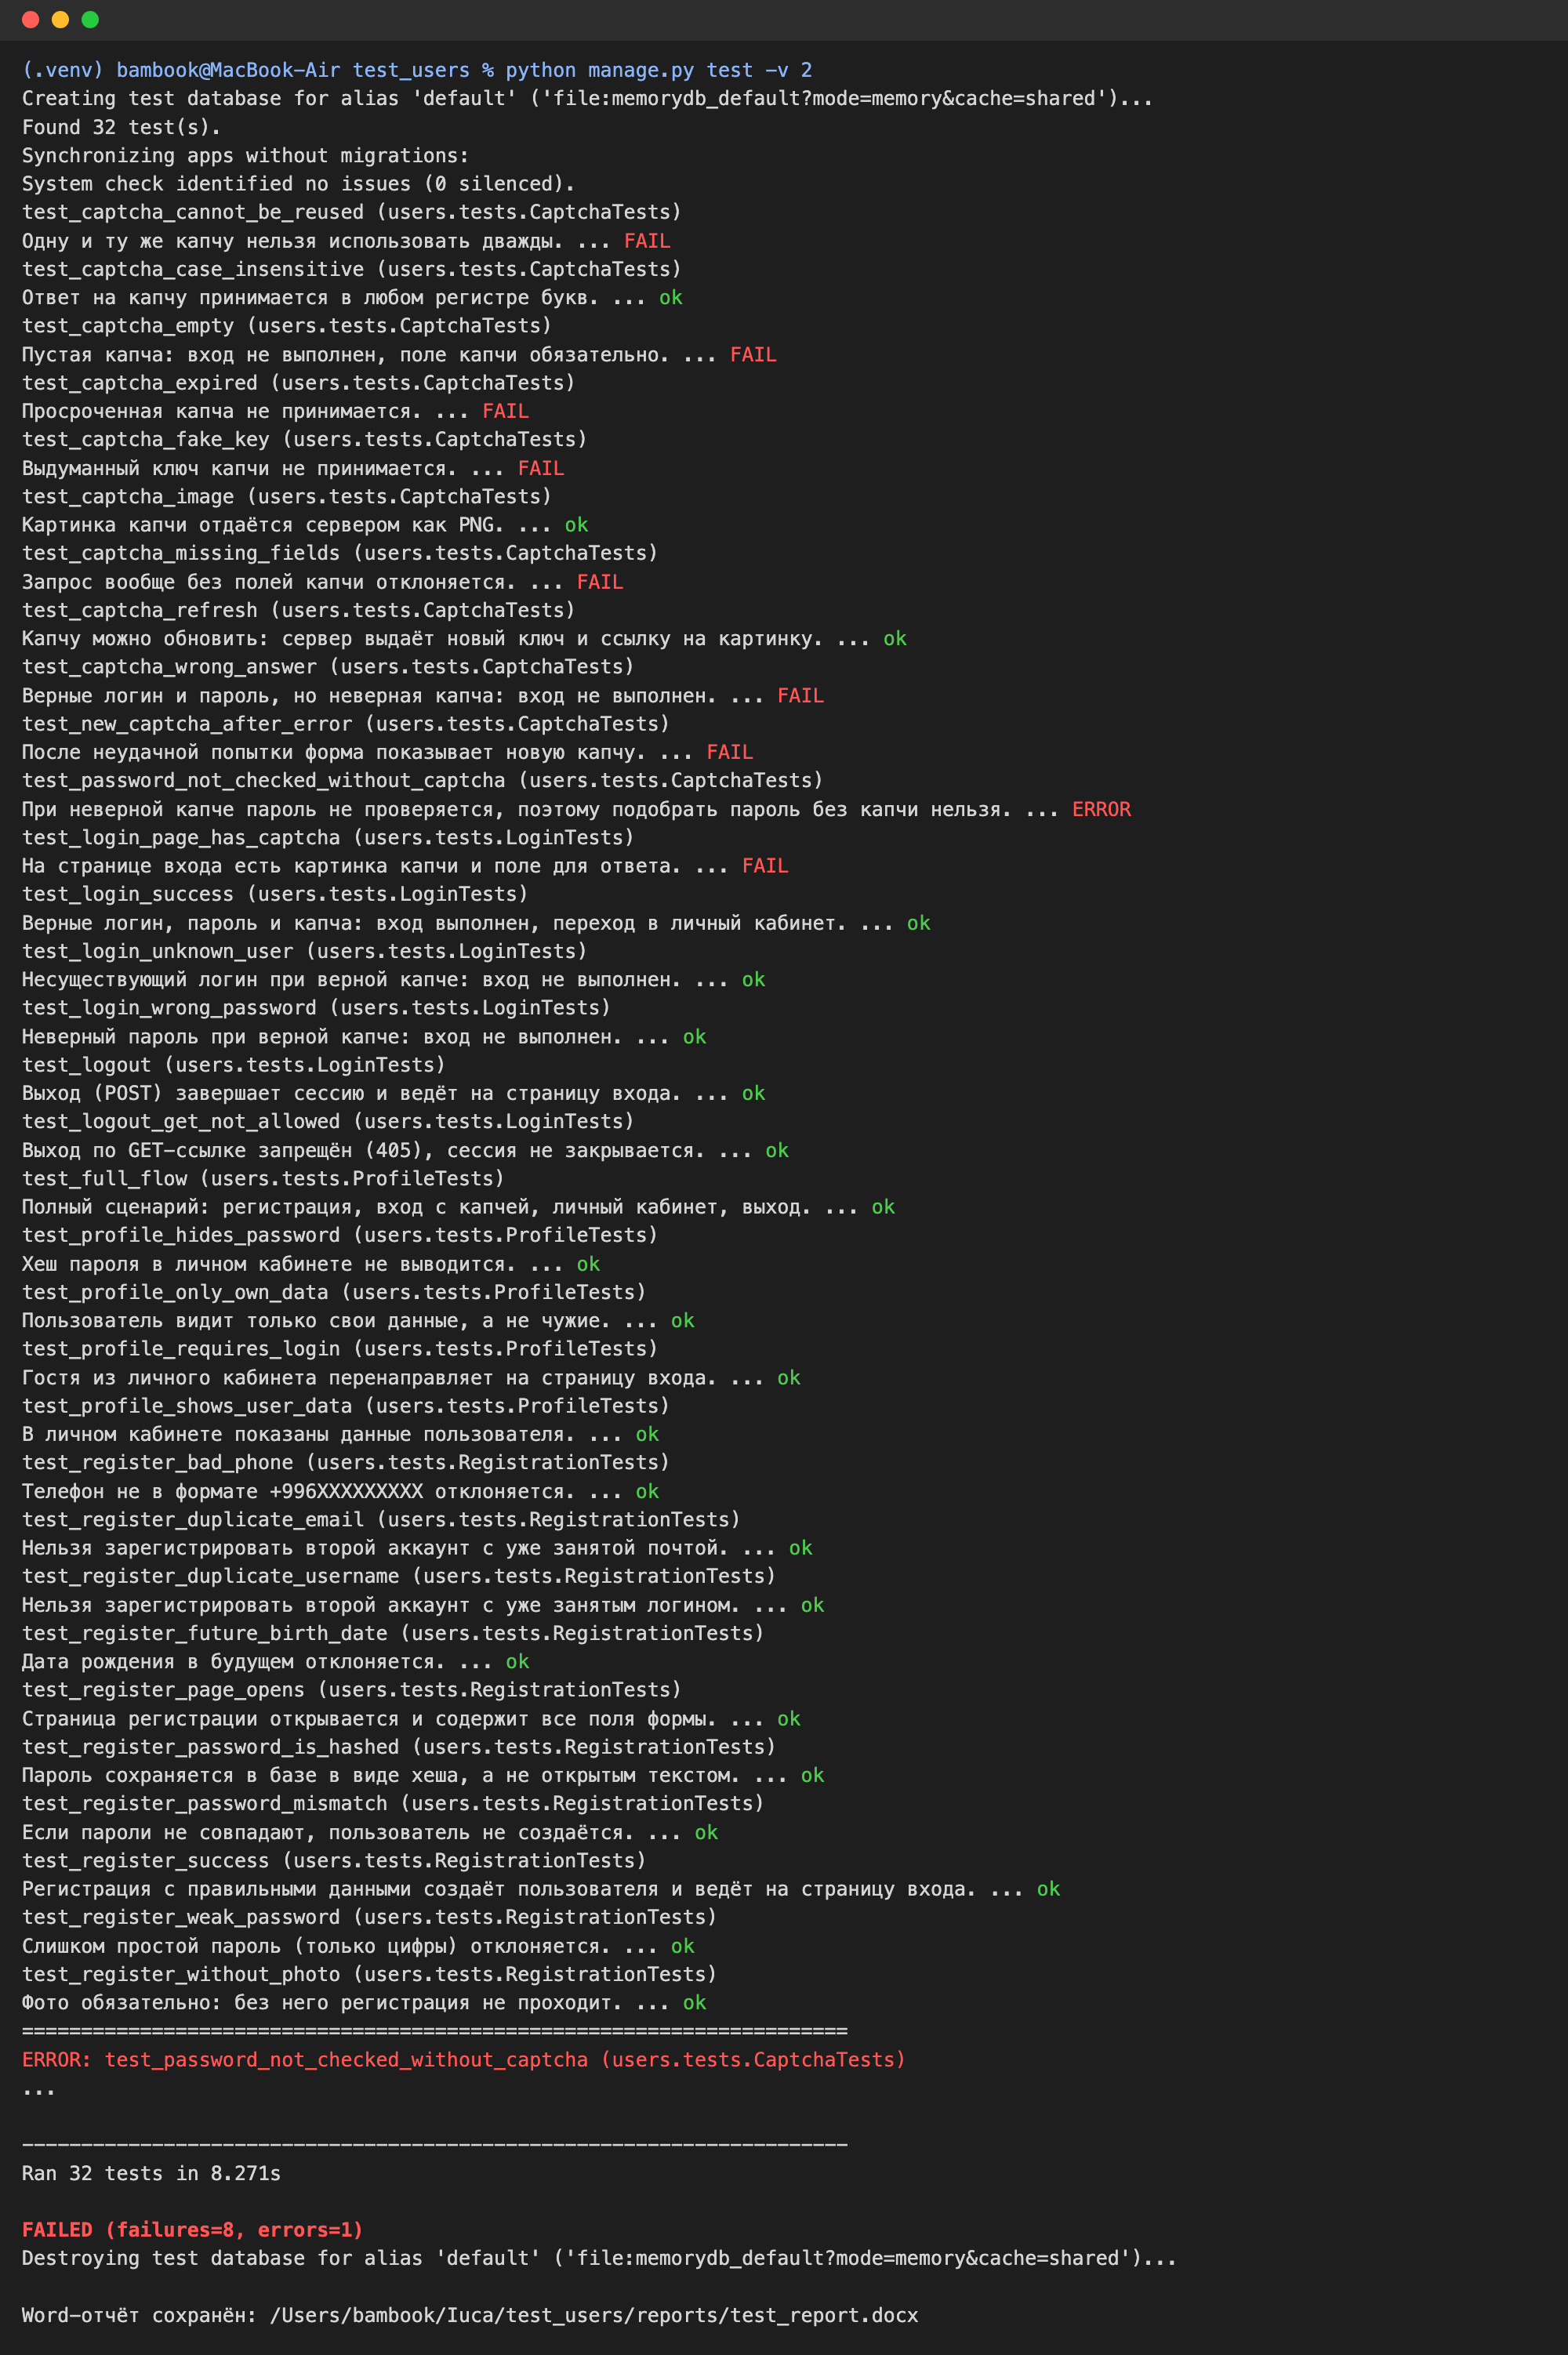 (.venv) bambook@MacBook-Air test_users % python manage.py test -v 2
Creating test database for alias 'default' ('file:memorydb_default?mode=memory&cache=shared')...
Found 32 test(s).
Synchronizing apps without migrations:
System check identified no issues (0 silenced).
test_captcha_cannot_be_reused (users.tests.CaptchaTests)
Одну и ту же капчу нельзя использовать дважды. ... FAIL
test_captcha_case_insensitive (users.tests.CaptchaTests)
Ответ на капчу принимается в любом регистре букв. ... ok
test_captcha_empty (users.tests.CaptchaTests)
Пустая капча: вход не выполнен, поле капчи обязательно. ... FAIL
test_captcha_expired (users.tests.CaptchaTests)
Просроченная капча не принимается. ... FAIL
test_captcha_fake_key (users.tests.CaptchaTests)
Выдуманный ключ капчи не принимается. ... FAIL
test_captcha_image (users.tests.CaptchaTests)
Картинка капчи отдаётся сервером как PNG. ... ok
test_captcha_missing_fields (users.tests.CaptchaTests)
Запрос вообще без полей капчи отклоняется. ... FAIL
test_captcha_refresh (users.tests.CaptchaTests)
Капчу можно обновить: сервер выдаёт новый ключ и ссылку на картинку. ... ok
test_captcha_wrong_answer (users.tests.CaptchaTests)
Верные логин и пароль, но неверная капча: вход не выполнен. ... FAIL
test_new_captcha_after_error (users.tests.CaptchaTests)
После неудачной попытки форма показывает новую капчу. ... FAIL
test_password_not_checked_without_captcha (users.tests.CaptchaTests)
При неверной капче пароль не проверяется, поэтому подобрать пароль без капчи нельзя. ... ERROR
test_login_page_has_captcha (users.tests.LoginTests)
На странице входа есть картинка капчи и поле для ответа. ... FAIL
test_login_success (users.tests.LoginTests)
Верные логин, пароль и капча: вход выполнен, переход в личный кабинет. ... ok
test_login_unknown_user (users.tests.LoginTests)
Несуществующий логин при верной капче: вход не выполнен. ... ok
test_login_wrong_password (users.tests.LoginTests)
Неверный пароль при верной капче: вход не выполнен. ... ok
test_logout (users.tests.LoginTests)
Выход (POST) завершает сессию и ведёт на страницу входа. ... ok
test_logout_get_not_allowed (users.tests.LoginTests)
Выход по GET-ссылке запрещён (405), сессия не закрывается. ... ok
test_full_flow (users.tests.ProfileTests)
Полный сценарий: регистрация, вход с капчей, личный кабинет, выход. ... ok
test_profile_hides_password (users.tests.ProfileTests)
Хеш пароля в личном кабинете не выводится. ... ok
test_profile_only_own_data (users.tests.ProfileTests)
Пользователь видит только свои данные, а не чужие. ... ok
test_profile_requires_login (users.tests.ProfileTests)
Гостя из личного кабинета перенаправляет на страницу входа. ... ok
test_profile_shows_user_data (users.tests.ProfileTests)
В личном кабинете показаны данные пользователя. ... ok
test_register_bad_phone (users.tests.RegistrationTests)
Телефон не в формате +996XXXXXXXXX отклоняется. ... ok
test_register_duplicate_email (users.tests.RegistrationTests)
Нельзя зарегистрировать второй аккаунт с уже занятой почтой. ... ok
test_register_duplicate_username (users.tests.RegistrationTests)
Нельзя зарегистрировать второй аккаунт с уже занятым логином. ... ok
test_register_future_birth_date (users.tests.RegistrationTests)
Дата рождения в будущем отклоняется. ... ok
test_register_page_opens (users.tests.RegistrationTests)
Страница регистрации открывается и содержит все поля формы. ... ok
test_register_password_is_hashed (users.tests.RegistrationTests)
Пароль сохраняется в базе в виде хеша, а не открытым текстом. ... ok
test_register_password_mismatch (users.tests.RegistrationTests)
Если пароли не совпадают, пользователь не создаётся. ... ok
test_register_success (users.tests.RegistrationTests)
Регистрация с правильными данными создаёт пользователя и ведёт на страницу входа. ... ok
test_register_weak_password (users.tests.RegistrationTests)
Слишком простой пароль (только цифры) отклоняется. ... ok
test_register_without_photo (users.tests.RegistrationTests)
Фото обязательно: без него регистрация не проходит. ... ok
======================================================================
ERROR: test_password_not_checked_without_captcha (users.tests.CaptchaTests)
...
----------------------------------------------------------------------
Ran 32 tests in 8.271s
FAILED (failures=8, errors=1)
Destroying test database for alias 'default' ('file:memorydb_default?mode=memory&cache=shared')...
Word-отчёт сохранён: /Users/bambook/Iuca/test_users/reports/test_report.docx